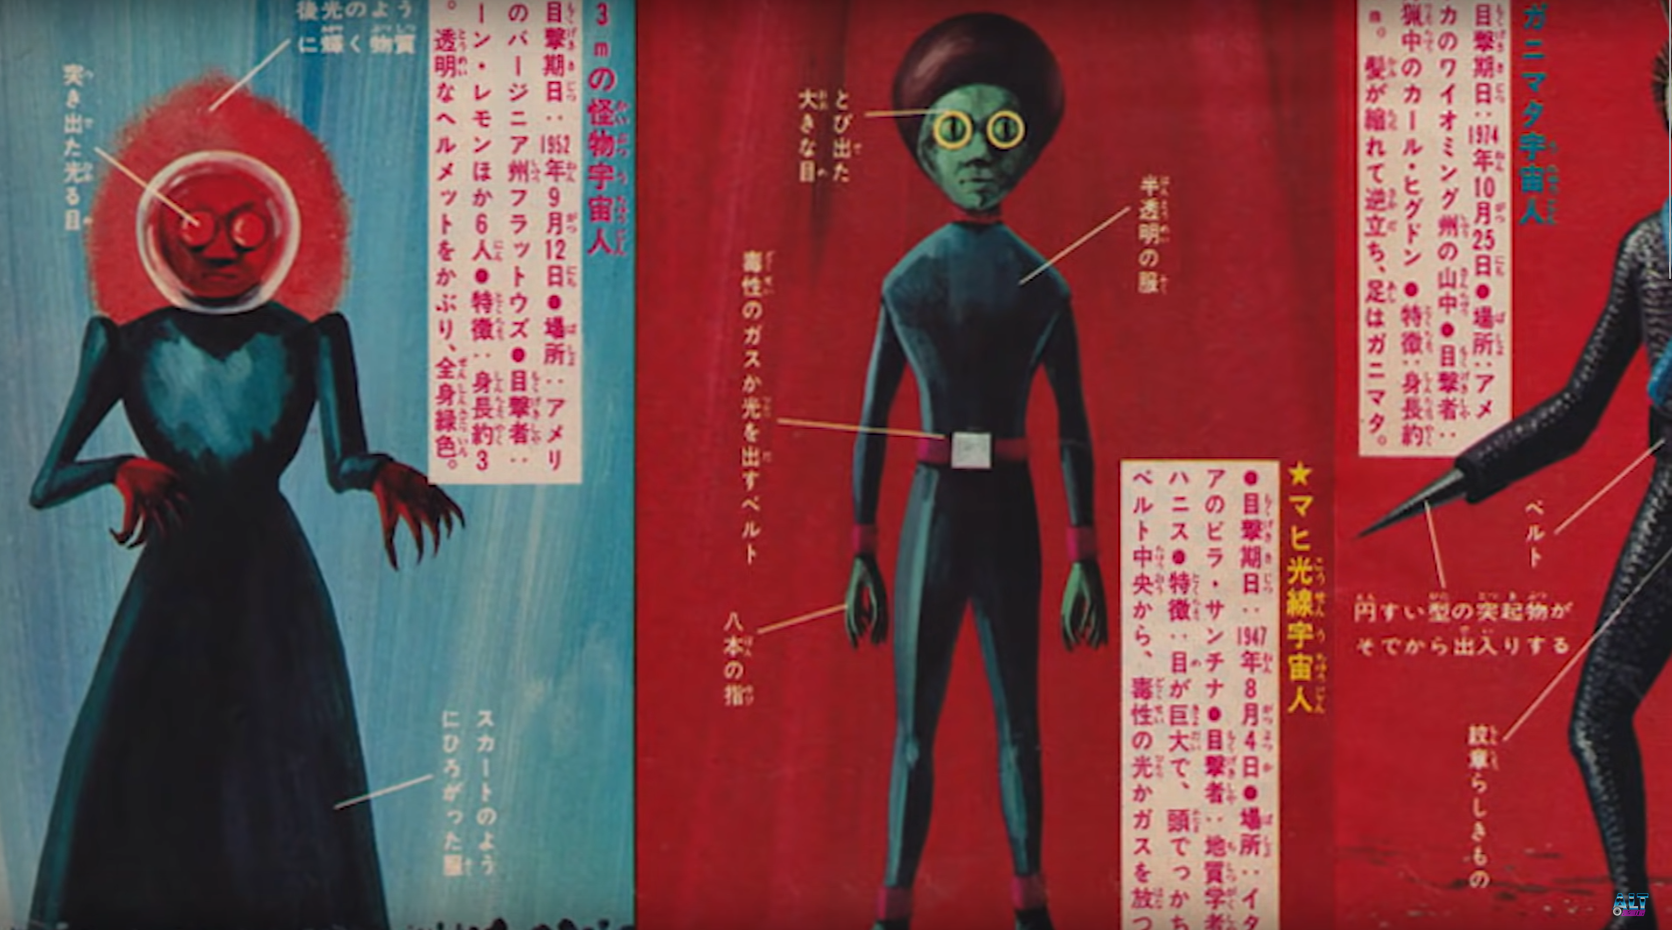 ガニマタ宇宙人
目撃期日‥1974年10月25日●場所‥アメ
カのワイオミング州の山中●目撃者‥
猟中のカール・ヒグドン●特徴‥身長約
m。髪が縮れて逆立ち、足はガニマタ。
ベルト
円すい型の突起物が
そでから出入りする
紋章らしきもの
★マヒ光線宇宙人
●目撃期日‥1947年8月4日●場所‥イタ
アのビラ・サンチナ●目撃者‥地質学者
ハニス●特徴‥目が巨大で、頭でっかち
ベルト中央から、毒性の光かガスを放つ
とび出た
大きな目
半透明の服
毒性のガスか光を出すベルト
八本の指
3mの怪物宇宙人
目撃期日‥1952年9月12日●場所‥アメリ
のバージニア州フラットウズ●目撃者‥
ーン・レモンほか6人●特徴‥身長約3
。透明なヘルメットをかぶり、全身緑色。
後光のよう
に輝く物質
突き出た光る目
スカートのよう
にひろがった服
ALT